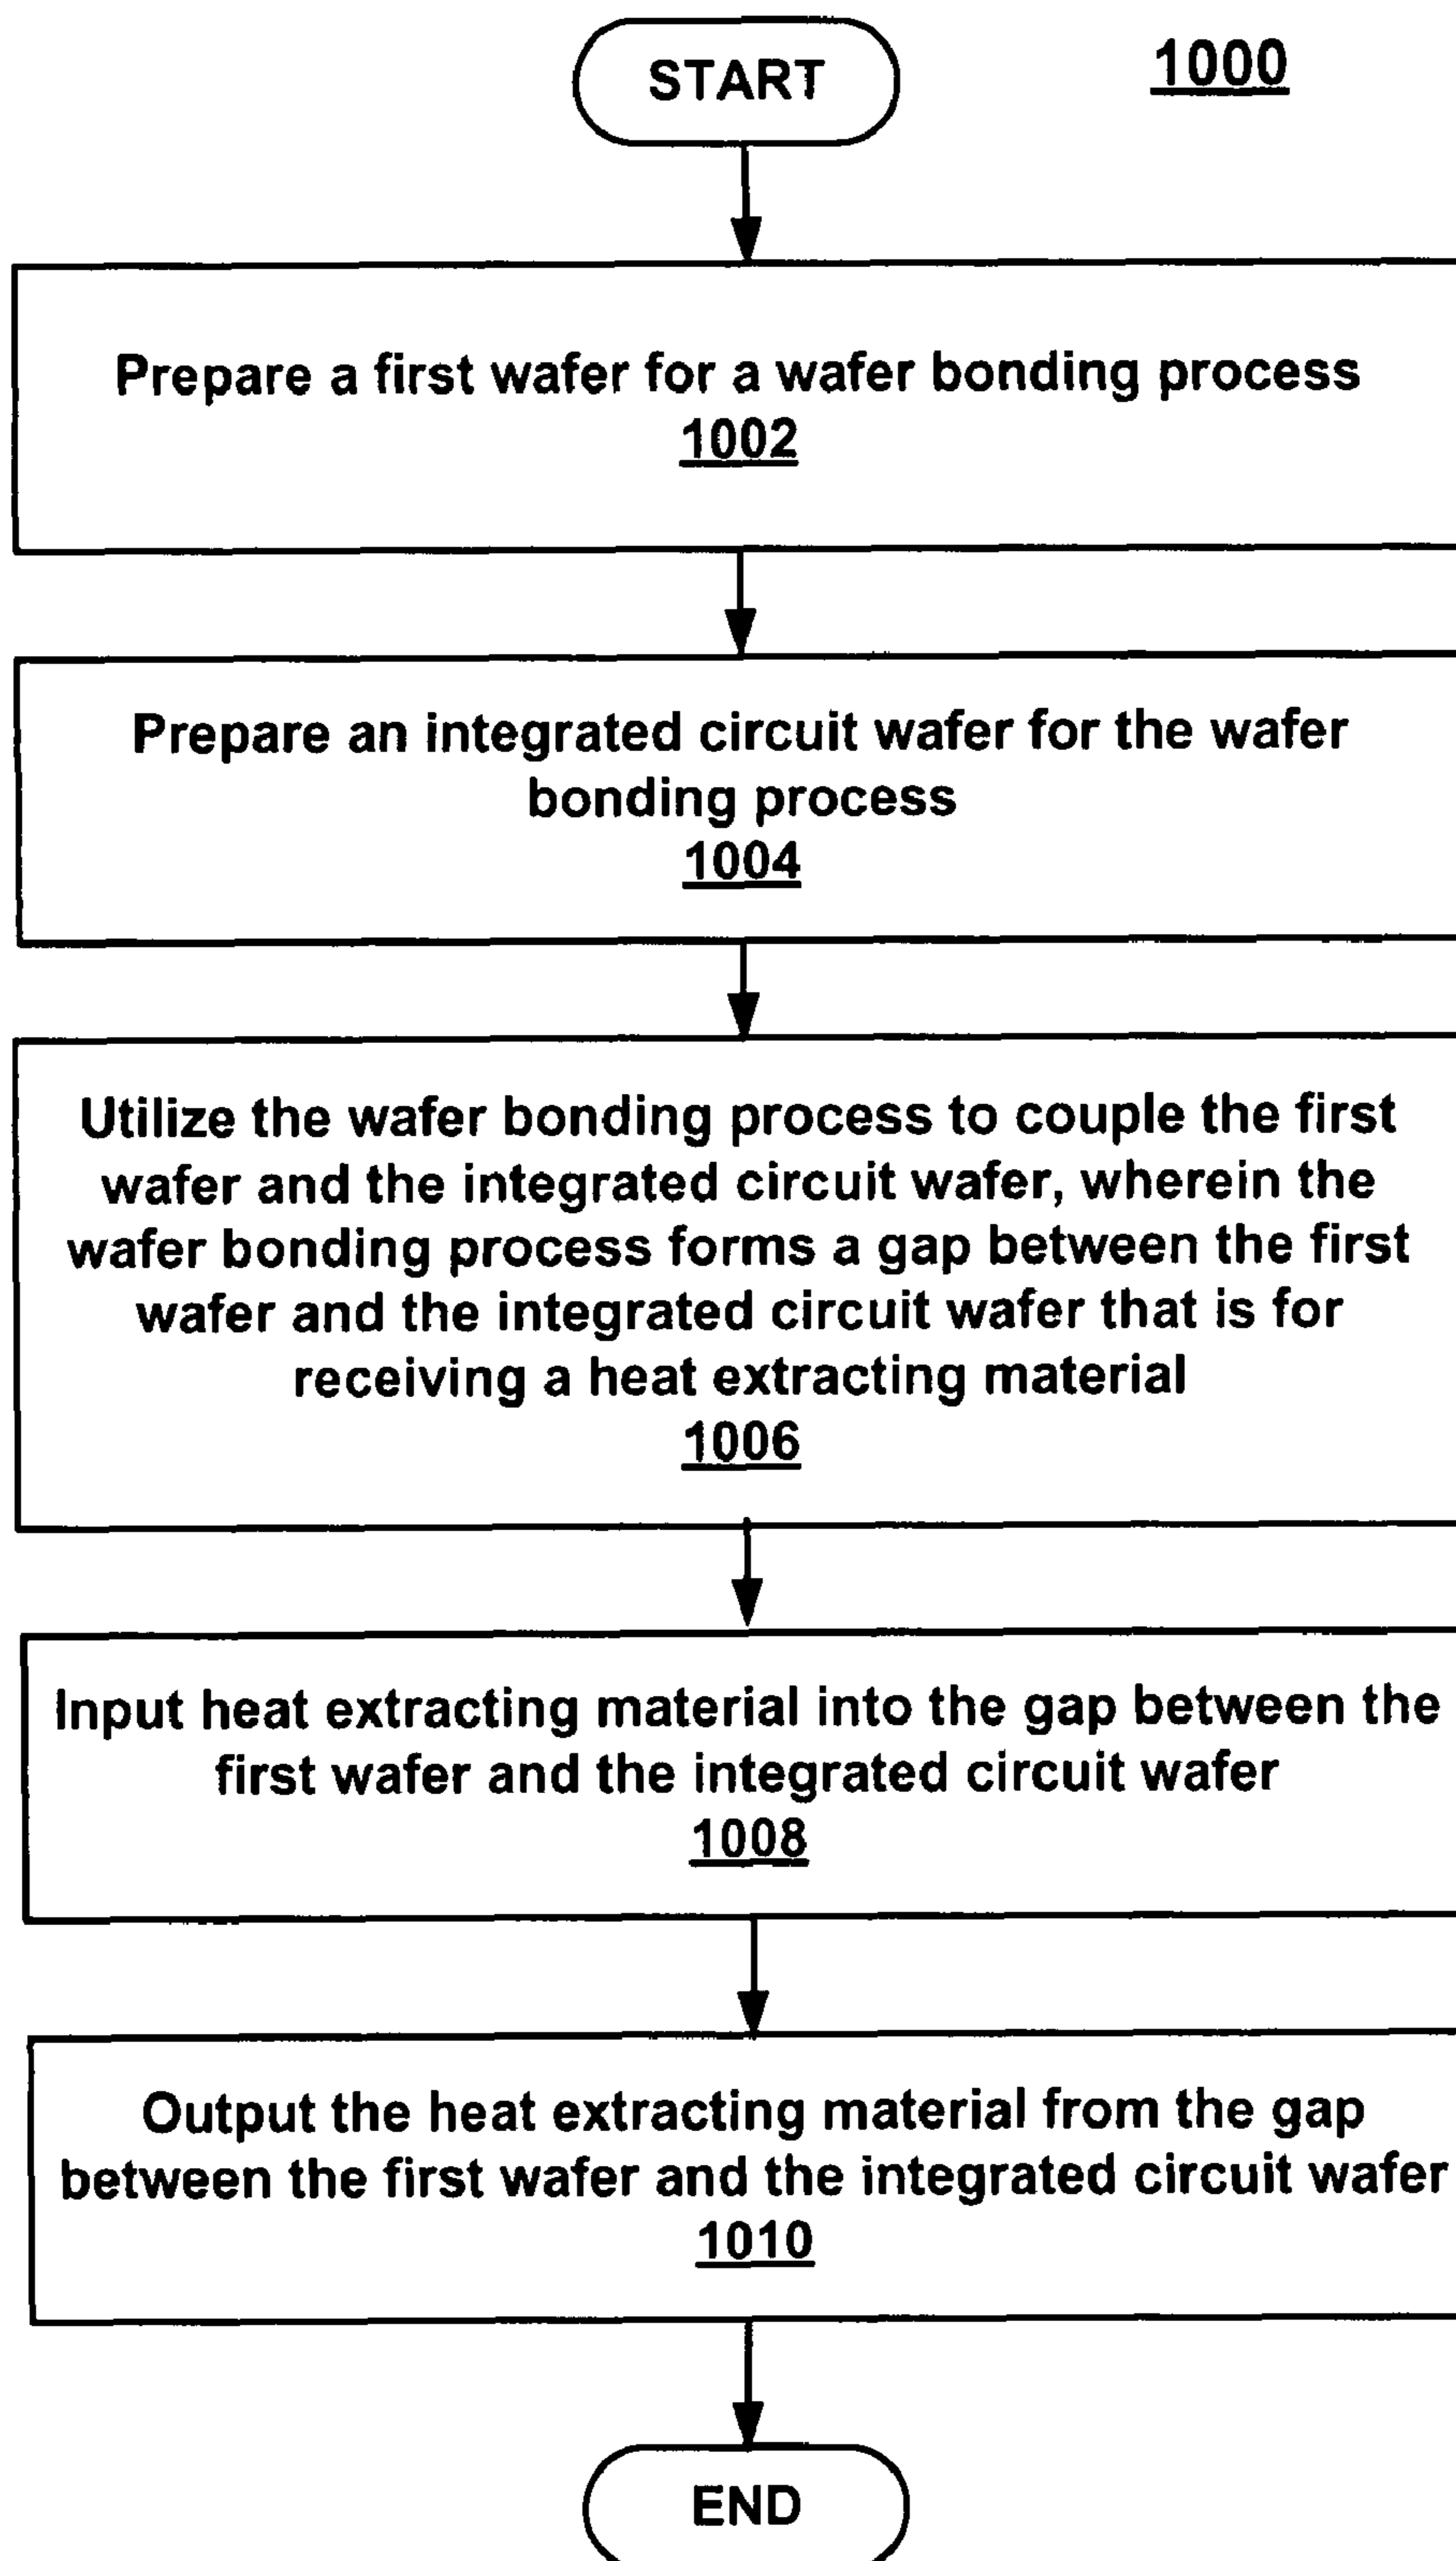 START
1000
Prepare a first wafer for a wafer bonding process
1002
Prepare an integrated circuit wafer for the wafer
bonding process
1004
Utilize the wafer bonding process to couple the first
wafer and the integrated circuit wafer, wherein the
wafer bonding process forms a gap between the first
wafer and the integrated circuit wafer that is for
receiving a heat extracting material
1006
Input heat extracting material into the gap between the
first wafer and the integrated circuit wafer
1008
Output the heat extracting material from the gap
between the first wafer and the integrated circuit wafer
1010
END